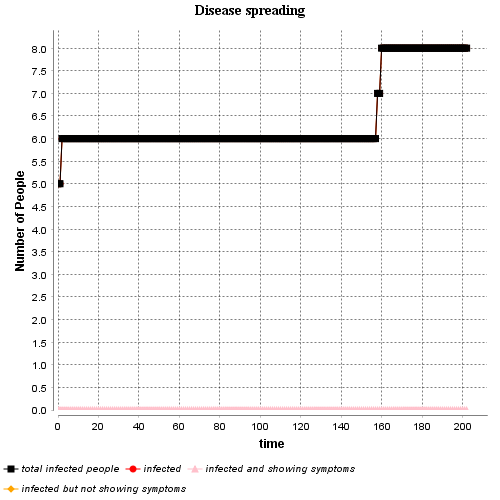 Disease spreading
Number of People
8.0
7.5
7.0
6.5
6.0
5.5
5.0
4.5
4.0
3.5
3.0
2.5
2.0
1.5
1.0
0.5
0.0
0 20 40 60 80 100 120 140 160 180 200
time
total infected people infected infected and showing symptoms
infected but not showing symptoms